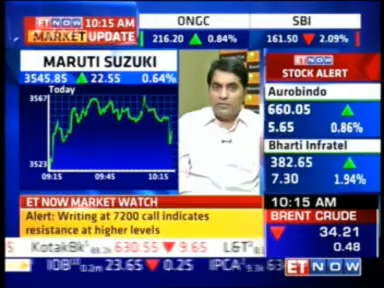 ET NOW
10:15 AM
MARKET UPDATE
ONGC
216.20 ▲ 0.84%
SBI
161.50 ▼ 2.09%
MARUTI SUZUKI
3545.85 ▲ 22.55 0.64%
Today
3567
3523
09:15 09:45 10:15
ET NOW
STOCK ALERT
Aurobindo
660.05 ▲
5.65 0.86%
Bharti Infratel
382.65 ▲
7.30 1.94%
ET NOW MARKET WATCH
Alert: Writing at 7200 call indicates
resistance at higher levels
10:15 AM
BRENT CRUDE
▼ 34.21
0.48
KotakBk 630.55 ▼ 9.65 L&T
IOB 0.2m 23.65 ▼ 0.25 IPCA
ET NOW